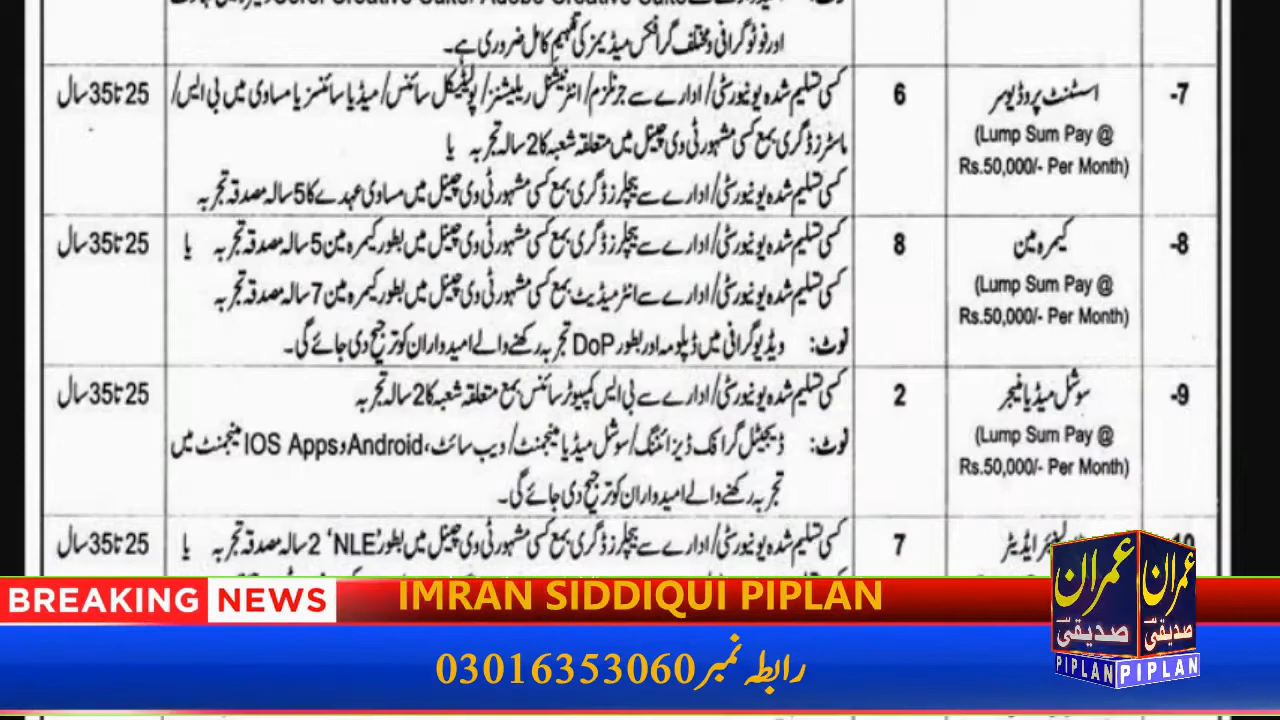 اور فوٹوگرافی و مختلف گرافکس میڈیمز کی تفہیم کامل ضروری ہے۔
7-
اسسٹنٹ پروڈیوسر
(Lump Sum Pay @
Rs.50,000/- Per Month)
6
کسی تسلیم شدہ یونیورسٹی/ ادارے سے جرنلزم/ انٹرنیشنل ریلیشنز/ پولیٹیکل سائنس/ میڈیا سائنسز یا مساوی میں بی ایس/
ماسٹرز ڈگری بمع کسی مشہور ٹی وی چینل میں متعلقہ شعبہ کا 2 سالہ تجربہ یا
کسی تسلیم شدہ یونیورسٹی/ ادارے سے بیچلرز ڈگری بمع کسی مشہور ٹی وی چینل میں مساوی عہدے کا 5 سالہ مصدقہ تجربہ
25 تا 35 سال
8-
کیمرہ مین
(Lump Sum Pay @
Rs.50,000/- Per Month)
8
کسی تسلیم شدہ یونیورسٹی/ ادارے سے بیچلرز ڈگری بمع کسی مشہور ٹی وی چینل میں بطور کیمرہ مین 5 سالہ مصدقہ تجربہ یا
کسی تسلیم شدہ یونیورسٹی/ ادارے سے انٹرمیڈیٹ بمع کسی مشہور ٹی وی چینل میں بطور کیمرہ مین 7 سالہ مصدقہ تجربہ
نوٹ: ویڈیوگرافی میں ڈپلومہ اور بطور DoP تجربہ رکھنے والے امیدواران کو ترجیح دی جائے گی۔
25 تا 35 سال
9-
سوشل میڈیا منیجر
(Lump Sum Pay @
Rs.50,000/- Per Month)
2
کسی تسلیم شدہ یونیورسٹی/ ادارے سے بی ایس کمپیوٹر سائنس بمع متعلقہ شعبہ کا 2 سالہ تجربہ
نوٹ: ڈیجیٹل گرافک ڈیزائننگ/ سوشل میڈیا مینجمنٹ/ ویب سائٹ، Android و IOS Apps مینجمنٹ میں
تجربہ رکھنے والے امیدواران کو ترجیح دی جائے گی۔
25 تا 35 سال
ایڈیٹر
7
کسی تسلیم شدہ یونیورسٹی/ ادارے سے بیچلرز ڈگری بمع کسی مشہور ٹی وی چینل میں بطور 'NLE' 2 سالہ مصدقہ تجربہ یا
25 تا 35 سال
BREAKING NEWS
IMRAN SIDDIQUI PIPLAN
رابطہ نمبر 03016353060
عمران عمران
صدیقی صدیقی
PIPLAN PIPLAN